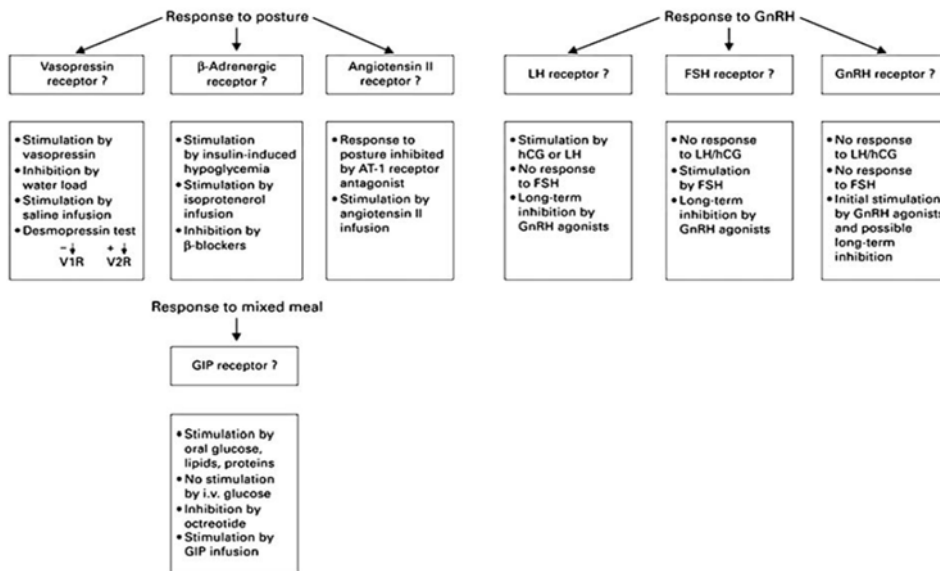 Response to posture
Vasopressin
receptor ?
β-Adrenergic
receptor ?
Angiotensin II
receptor ?
• Stimulation by
vasopressin
• Inhibition by
water load
• Stimulation by
saline infusion
• Desmopressin test
− ↓ + ↓
V1R V2R
• Stimulation
by insulin-induced
hypoglycemia
• Stimulation by
isoprotenerol
infusion
• Inhibition by
β-blockers
• Response to
posture inhibited
by AT-1 receptor
antagonist
• Stimulation by
angiotensin II
infusion
Response to GnRH
LH receptor ?
FSH receptor ?
GnRH receptor ?
• Stimulation by
hCG or LH
• No response
to FSH
• Long-term
inhibition by
GnRH agonists
• No response
to LH/hCG
• Stimulation
by FSH
• Long-term
inhibition by
GnRH agonists
• No response
to LH/hCG
• No response
to FSH
• Initial stimulation
by GnRH agonists
and possible
long-term
inhibition
Response to mixed meal
GIP receptor ?
• Stimulation by
oral glucose,
lipids, proteins
• No stimulation
by i.v. glucose
• Inhibition by
octreotide
• Stimulation by
GIP infusion